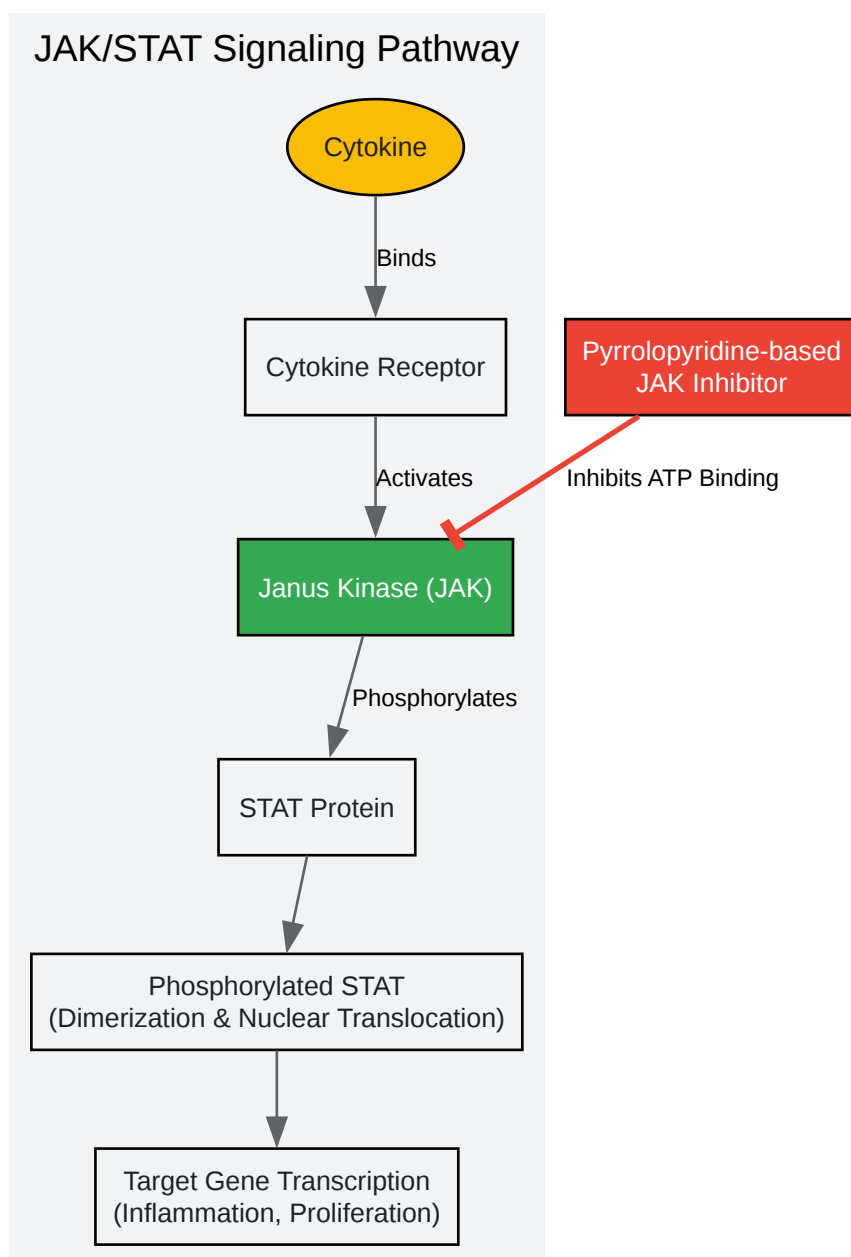 JAK/STAT Signaling Pathway
Cytokine
Binds
Cytokine Receptor
Pyrrolopyridine-based
JAK Inhibitor
Activates
Inhibits ATP Binding
Janus Kinase (JAK)
Phosphorylates
STAT Protein
Phosphorylated STAT
(Dimerization & Nuclear Translocation)
Target Gene Transcription
(Inflammation, Proliferation)